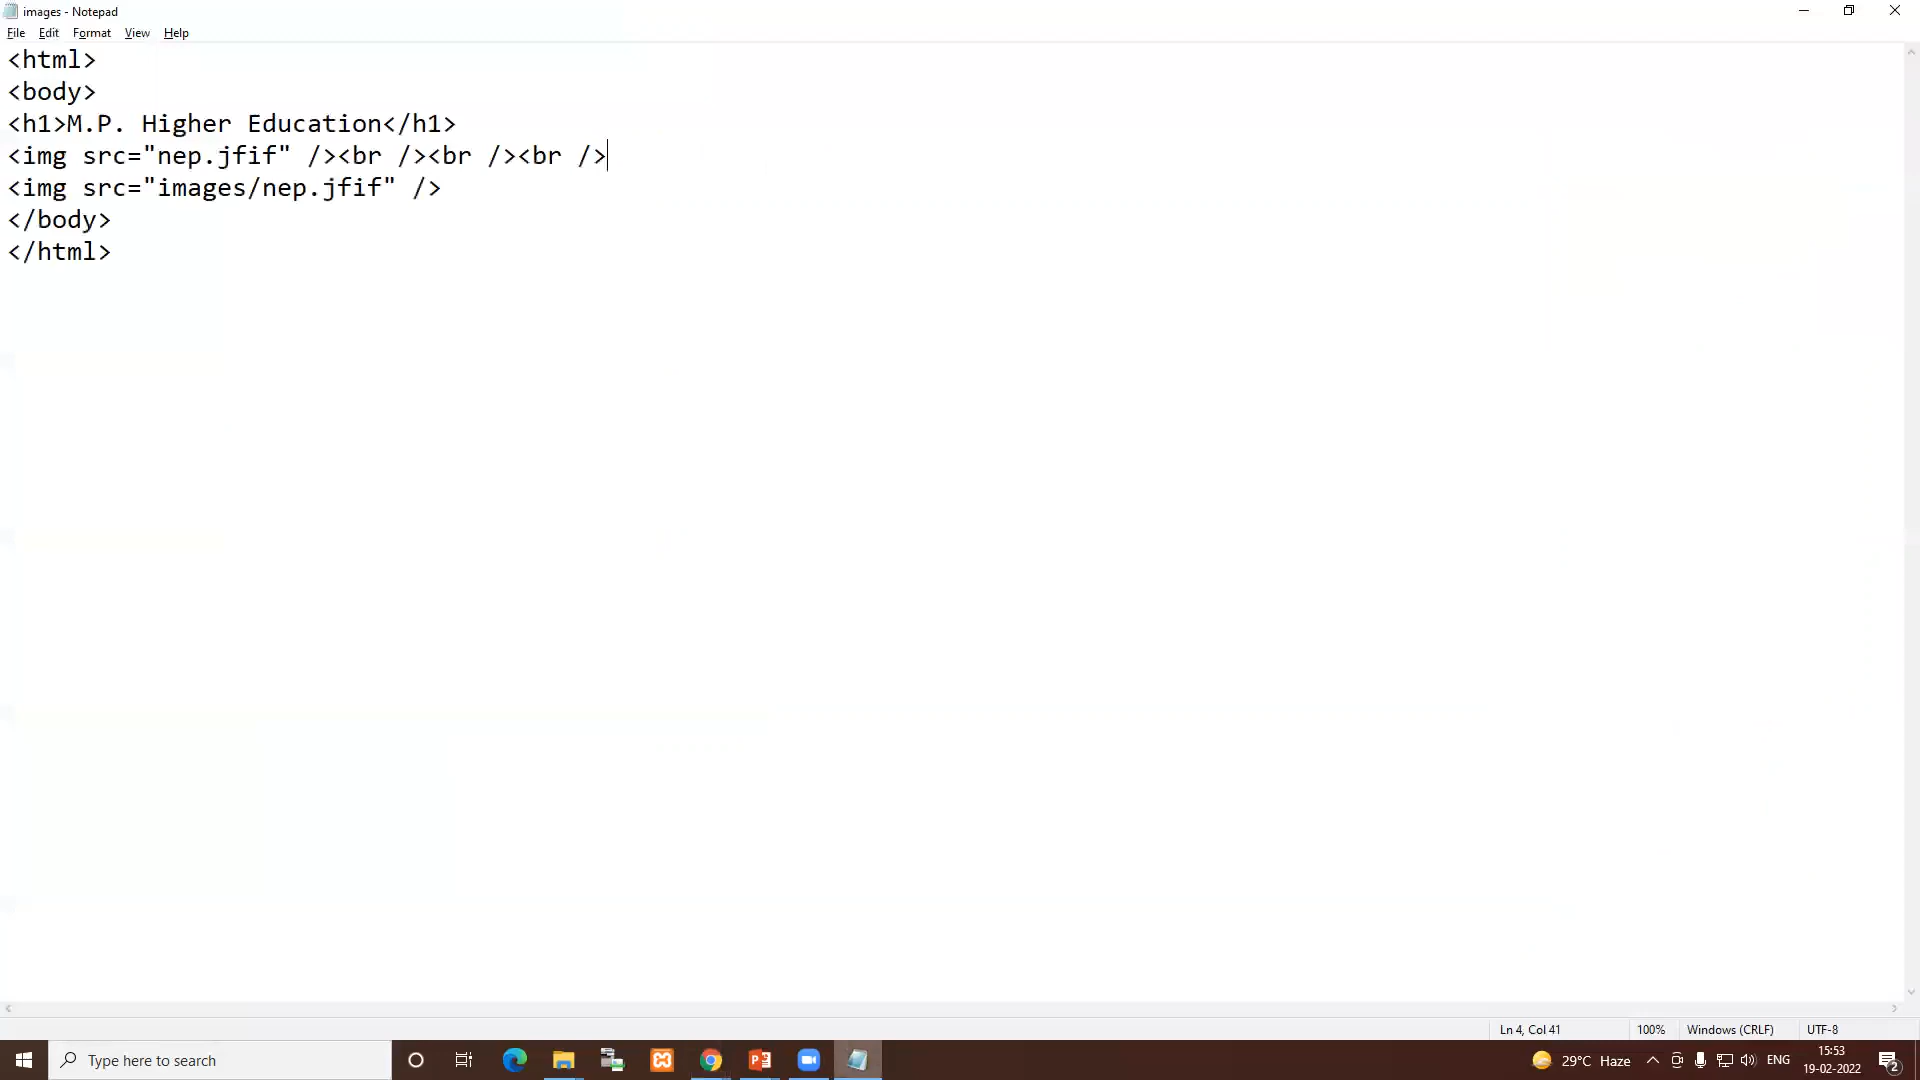 images - Notepad
File Edit Format View Help
<html>
<body>
<h1>M.P. Higher Education</h1>
<img src="nep.jfif" /><br /><br /><br />
<img src="images/nep.jfif" />
</body>
</html>
Ln 4, Col 41 100% Windows (CRLF) UTF-8
Type here to search 29°C Haze ENG 15:53
19-02-2022 2